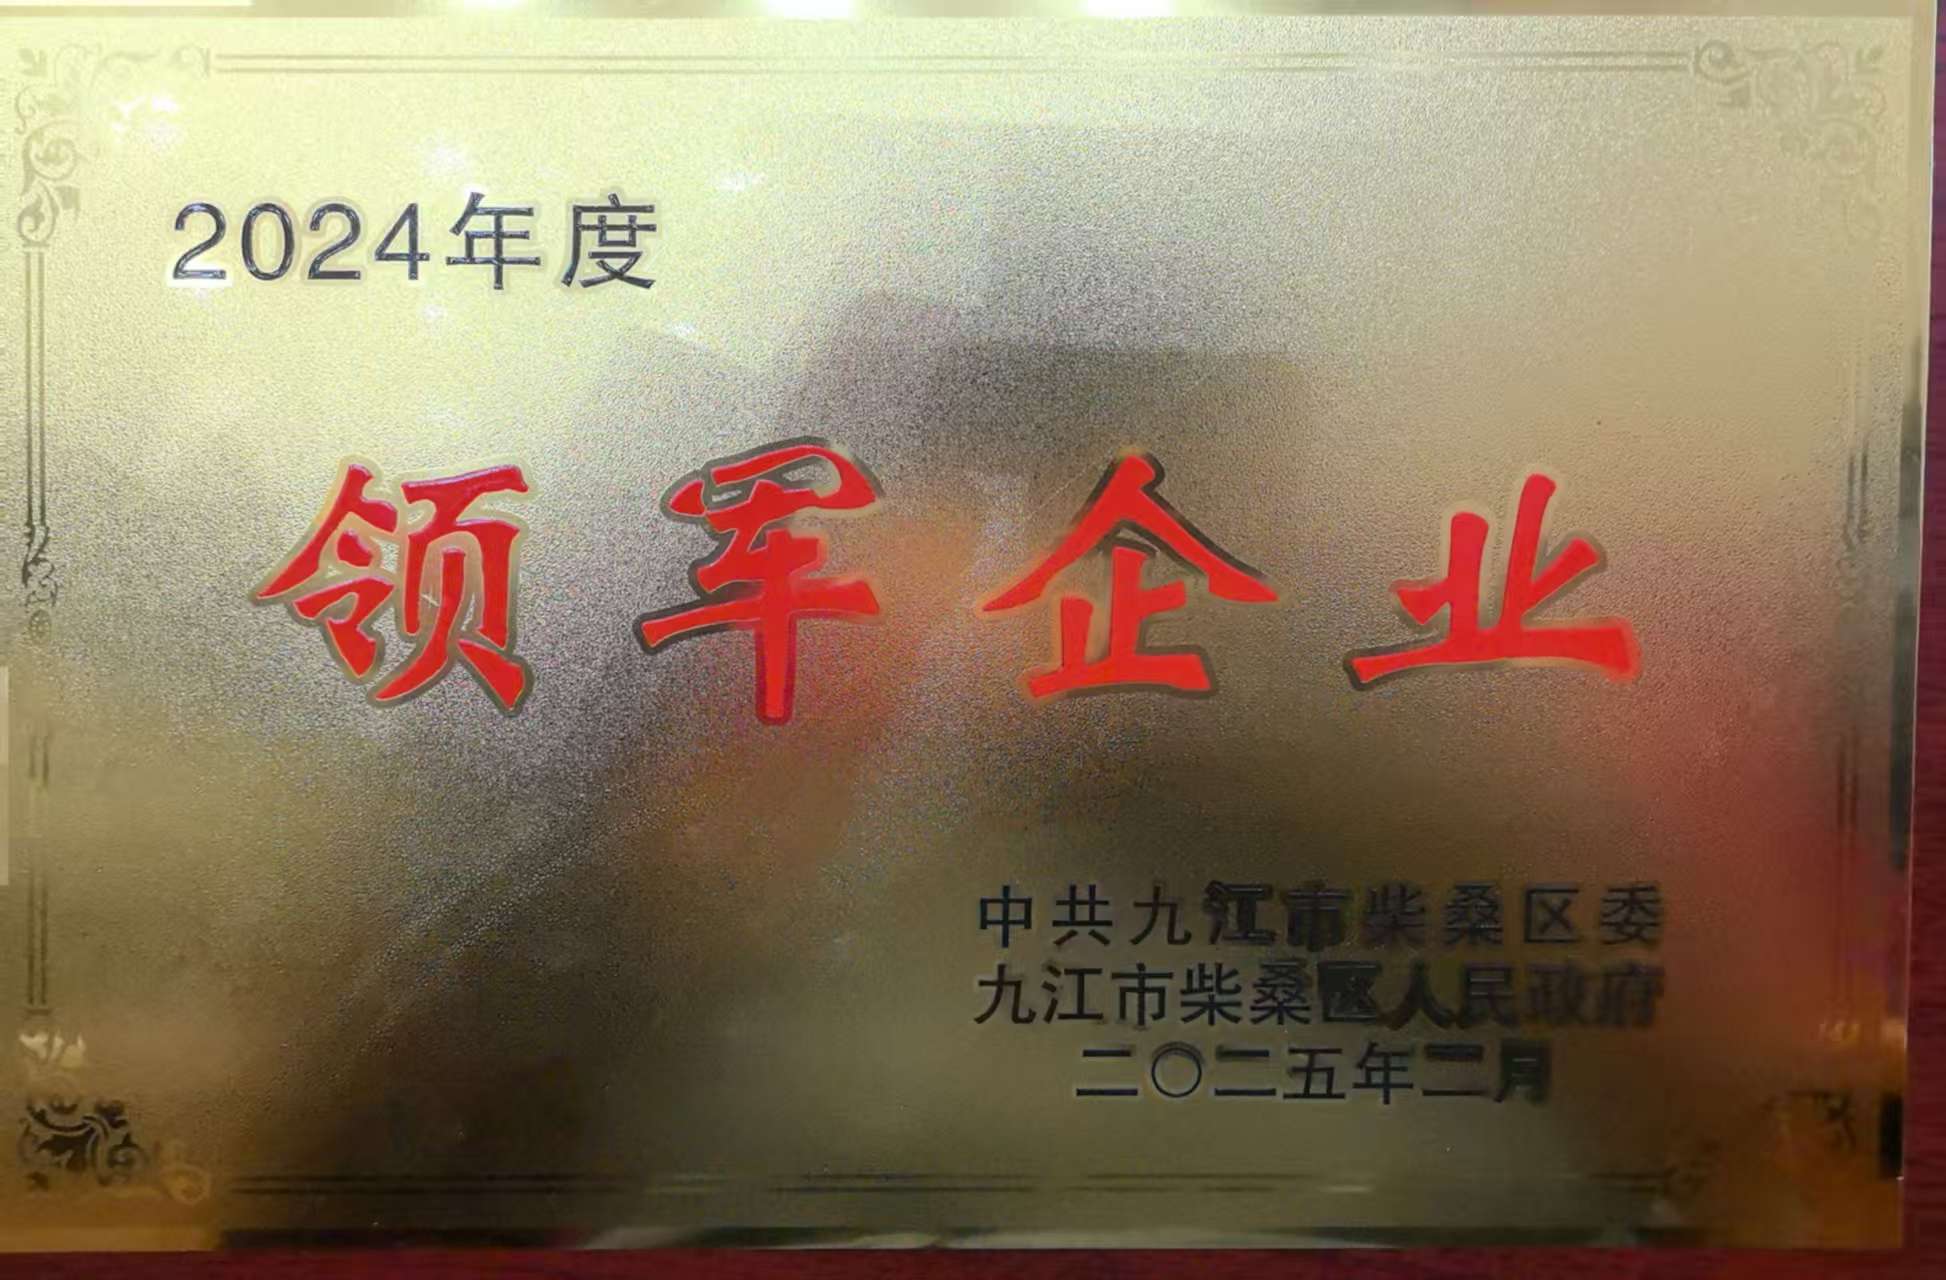 2024年度
领军企业
中共九江市柴桑区委
九江市柴桑区人民政府
二〇二五年二月